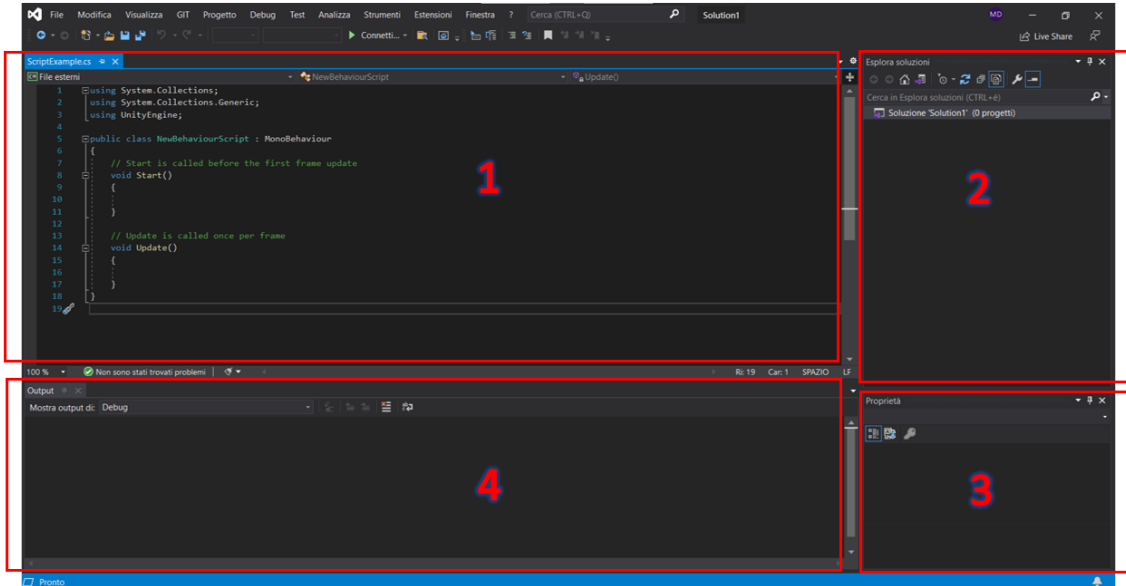 File Modifica Visualizza GIT Progetto Debug Test Analizza Strumenti Estensioni Finestra ? Cerca (CTRL+Q) Solution1 MD
Connetti... Live Share
ScriptExample.cs
File esterni NewBehaviourScript Update()
1 using System.Collections;
2 using System.Collections.Generic;
3 using UnityEngine;
4
5 public class NewBehaviourScript : MonoBehaviour
6 {
7 // Start is called before the first frame update
8 void Start()
9 {
10
11 }
12
13 // Update is called once per frame
14 void Update()
15 {
16
17 }
18 }
19
1
100 % Non sono stati trovati problemi Ri: 19 Car: 1 SPAZIO LF
Esplora soluzioni
Cerca in Esplora soluzioni (CTRL+è)
Soluzione 'Solution1' (0 progetti)
2
Output
Mostra output di: Debug
4
Proprietà
3
Pronto